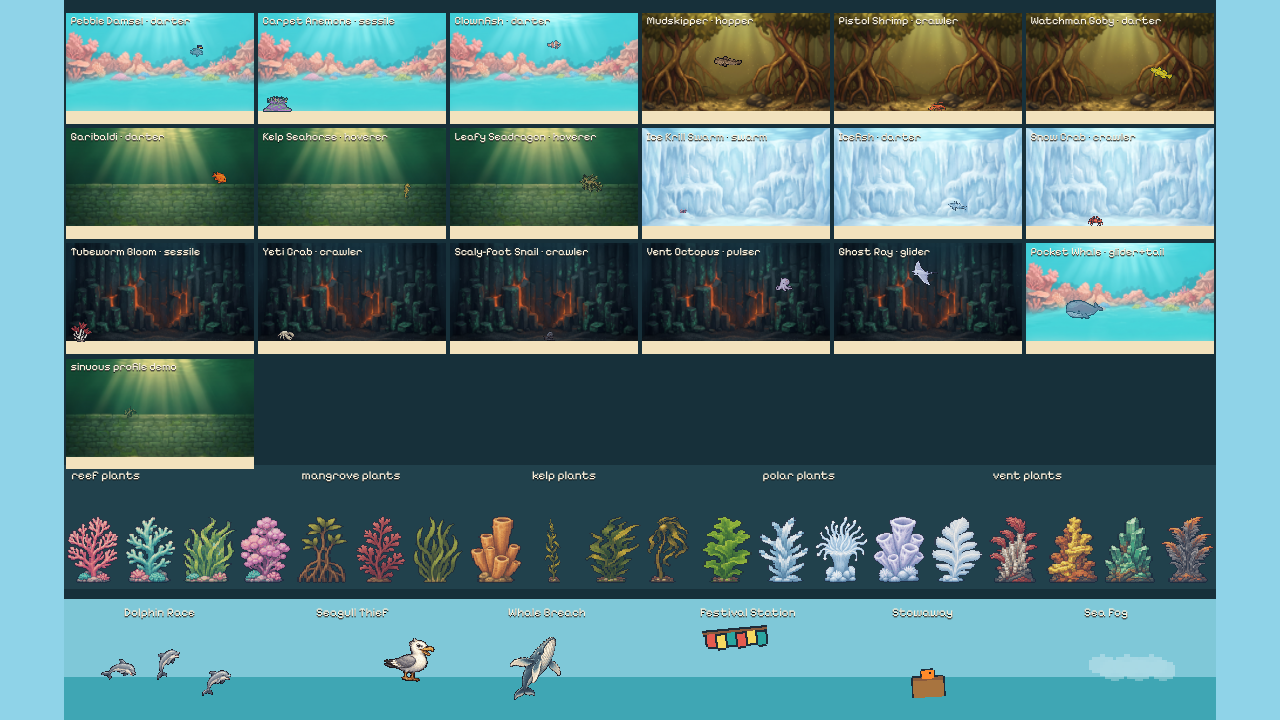 Pebble Damsel · darter
Carpet Anemone · sessile
Clownfish · darter
Mudskipper · hopper
Pistol Shrimp · crawler
Watchman Goby · darter
Garibaldi · darter
Kelp Seahorse · hoverer
Leafy Seadragon · hoverer
Ice Krill Swarm · swarm
Icefish · darter
Snow Crab · crawler
Tubeworm Bloom · sessile
Yeti Crab · crawler
Scaly-foot Snail · crawler
Vent Octopus · pulser
Ghost Ray · glider
Pocket Whale · glider+tail
sinuous profile demo
reef plants
mangrove plants
kelp plants
polar plants
vent plants
Dolphin Race
Seagull Thief
Whale Breach
Festival Station
Stowaway
Sea Fog